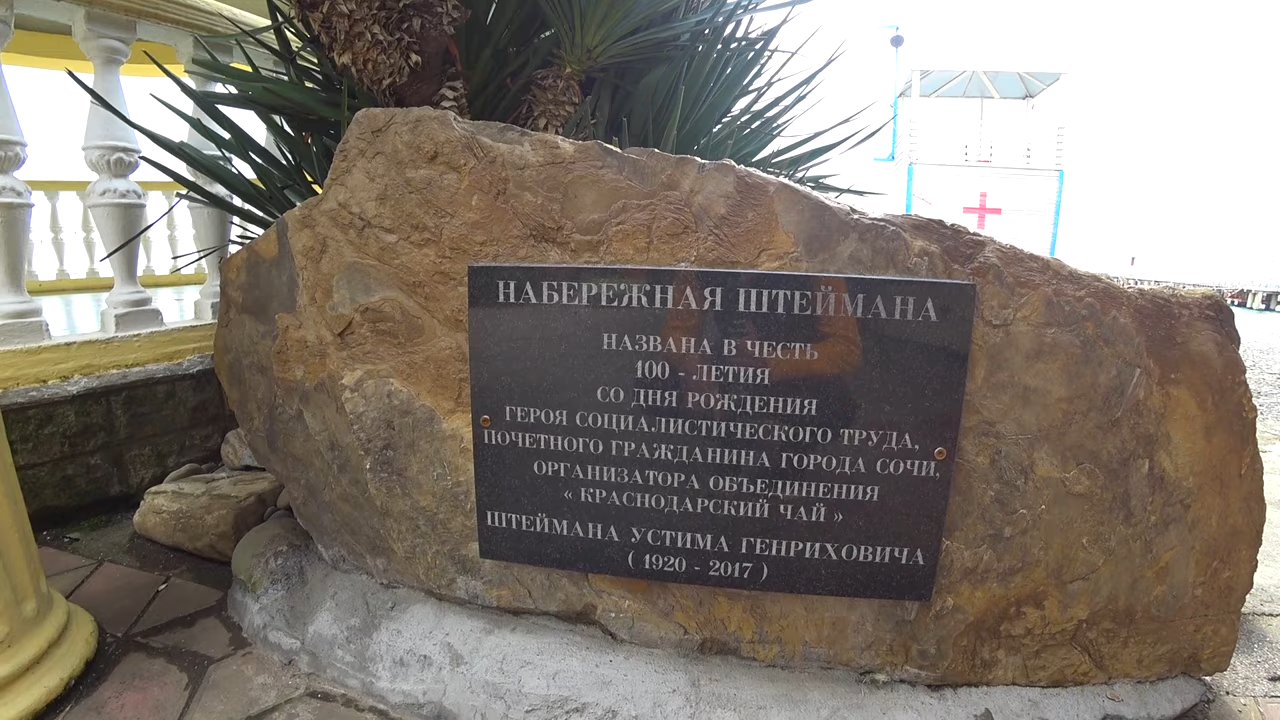 НАБЕРЕЖНАЯ ШТЕЙМАНА
НАЗВАНА В ЧЕСТЬ
100 - ЛЕТИЯ
СО ДНЯ РОЖДЕНИЯ
ГЕРОЯ СОЦИАЛИСТИЧЕСКОГО ТРУДА,
ПОЧЕТНОГО ГРАЖДАНИНА ГОРОДА СОЧИ,
ОРГАНИЗАТОРА ОБЪЕДИНЕНИЯ
« КРАСНОДАРСКИЙ ЧАЙ »
ШТЕЙМАНА УСТИМА ГЕНРИХОВИЧА
( 1920 - 2017 )